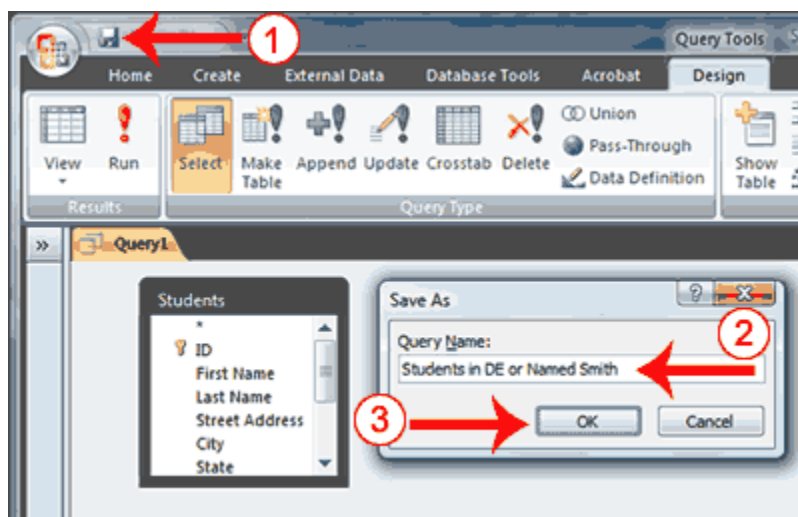 1
Query Tools
Home Create External Data Database Tools Acrobat Design
View Run Select Make Table Append Update Crosstab Delete
Union
Pass-Through
Data Definition
Show Table
Results Query Type
» Query1
Students
*
ID
First Name
Last Name
Street Address
City
State
Save As ?
2
Query Name:
Students in DE or Named Smith
3
OK Cancel